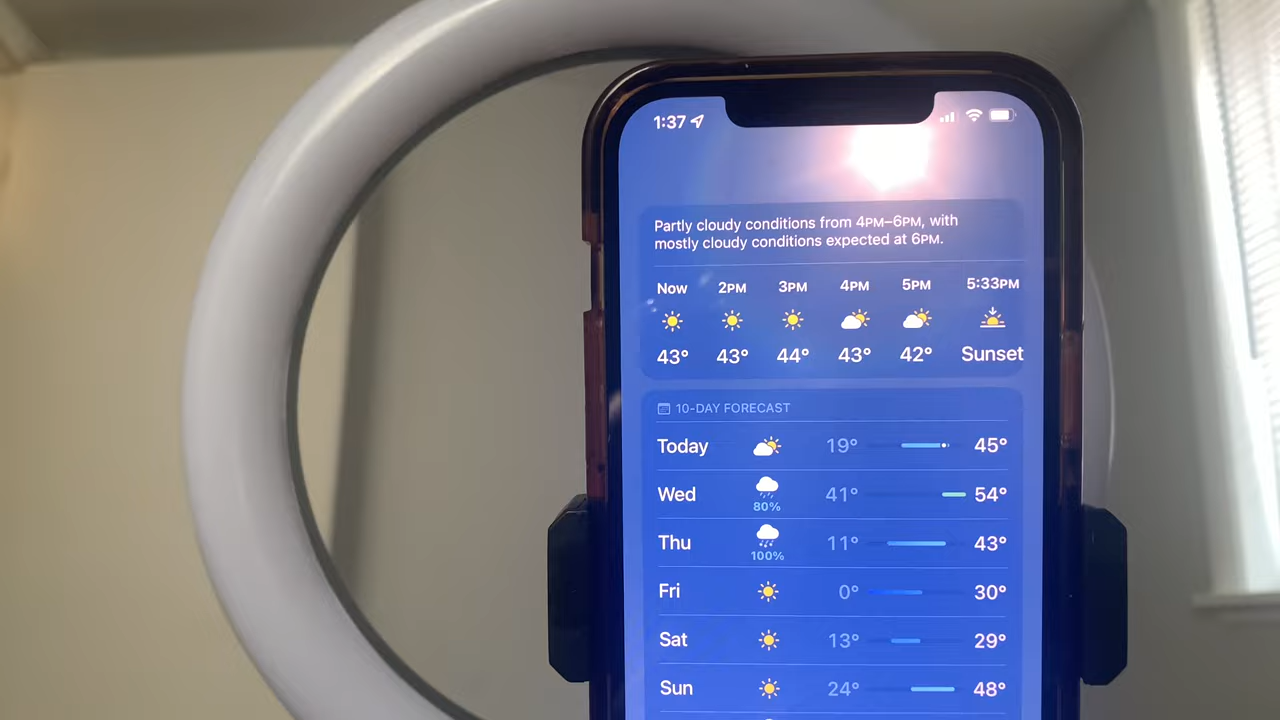 1:37
Partly cloudy conditions from 4PM–6PM, with
mostly cloudy conditions expected at 6PM.
Now 2PM 3PM 4PM 5PM 5:33PM
43° 43° 44° 43° 42° Sunset
10-DAY FORECAST
Today 19° 45°
Wed 80% 41° 54°
Thu 100% 11° 43°
Fri 0° 30°
Sat 13° 29°
Sun 24° 48°